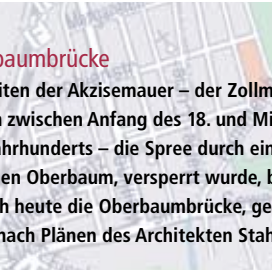 baumbrücke
iten der Akzisemauer – der Zollm
zwischen Anfang des 18. und Mi
hrhunderts – die Spree durch ein
en Oberbaum, versperrt wurde, b
h heute die Oberbaumbrücke, ge
nach Plänen des Architekten Stah